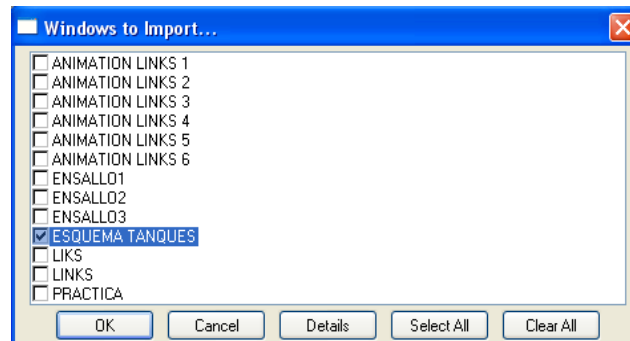 Windows to Import...
ANIMATION LINKS 1
ANIMATION LINKS 2
ANIMATION LINKS 3
ANIMATION LINKS 4
ANIMATION LINKS 5
ANIMATION LINKS 6
ENSALLO1
ENSALLO2
ENSALLO3
ESQUEMA TANQUES
LIKS
LINKS
PRACTICA
OK Cancel Details Select All Clear All